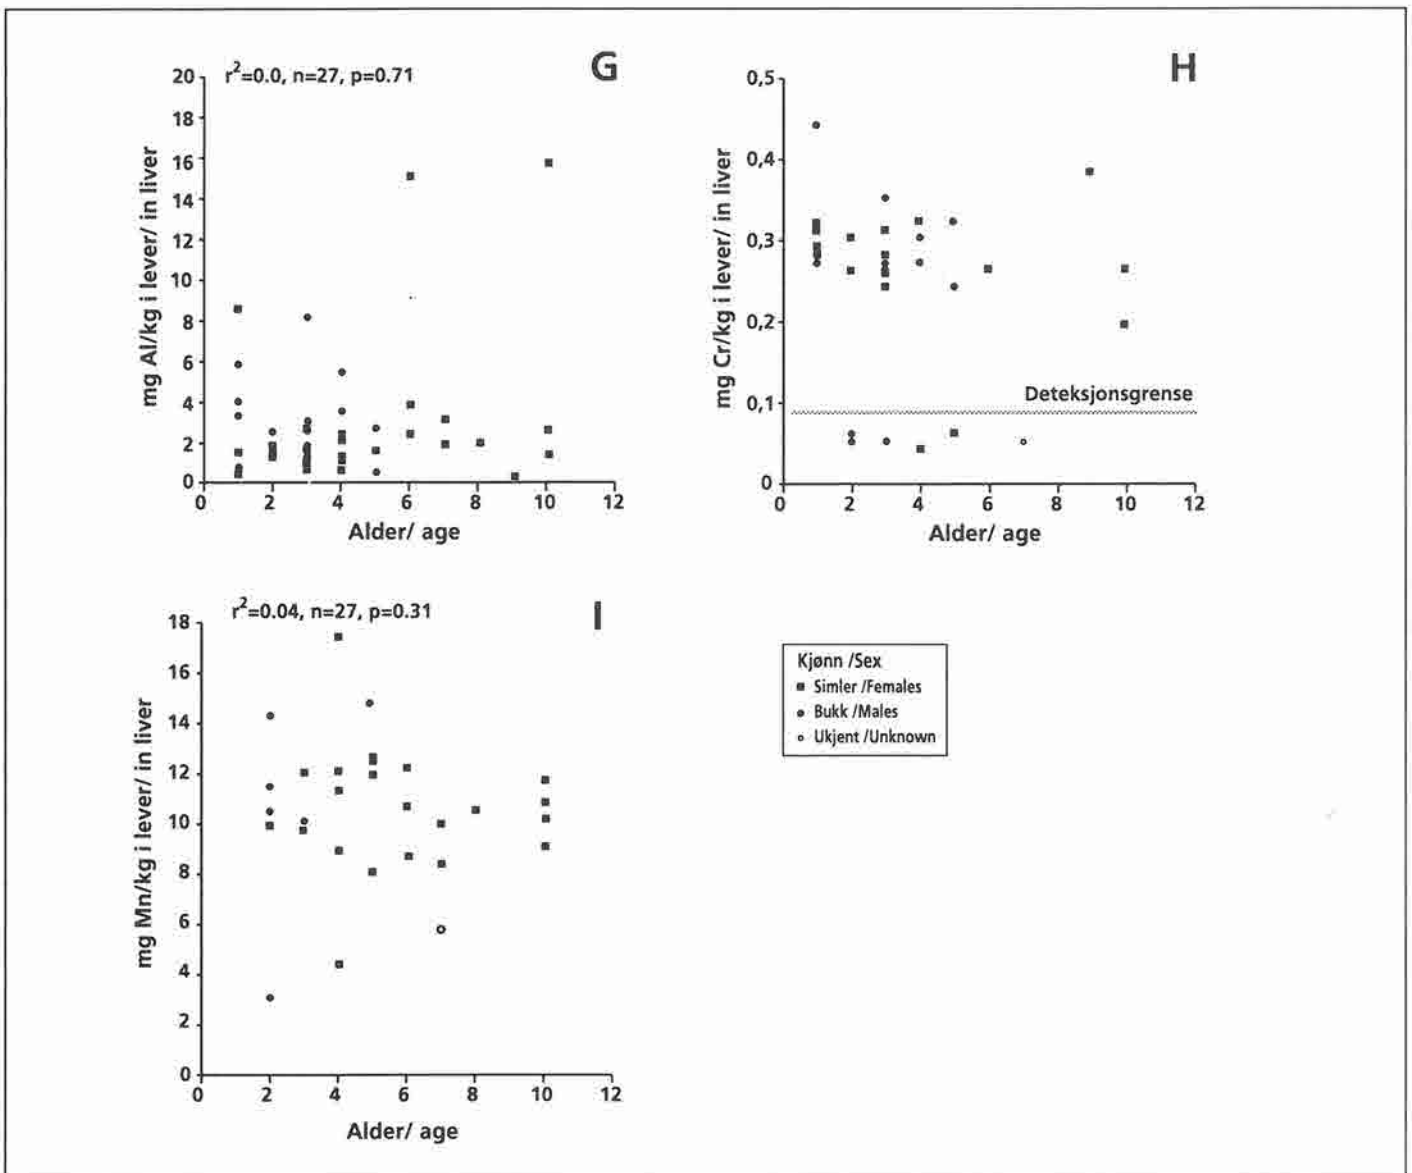 G
r²=0.0, n=27, p=0.71
mg Al/kg i lever/ in liver
20
18
16
14
12
10
8
6
4
2
0
0 2 4 6 8 10 12
Alder/ age
H
mg Cr/kg i lever/ in liver
0,5
0,4
0,3
0,2
0,1
0
Deteksjonsgrense
0 2 4 6 8 10 12
Alder/ age
I
r²=0.04, n=27, p=0.31
mg Mn/kg i lever/ in liver
18
16
14
12
10
8
6
4
2
0
0 2 4 6 8 10 12
Alder/ age
Kjønn /Sex
Simler /Females
Bukk /Males
Ukjent /Unknown